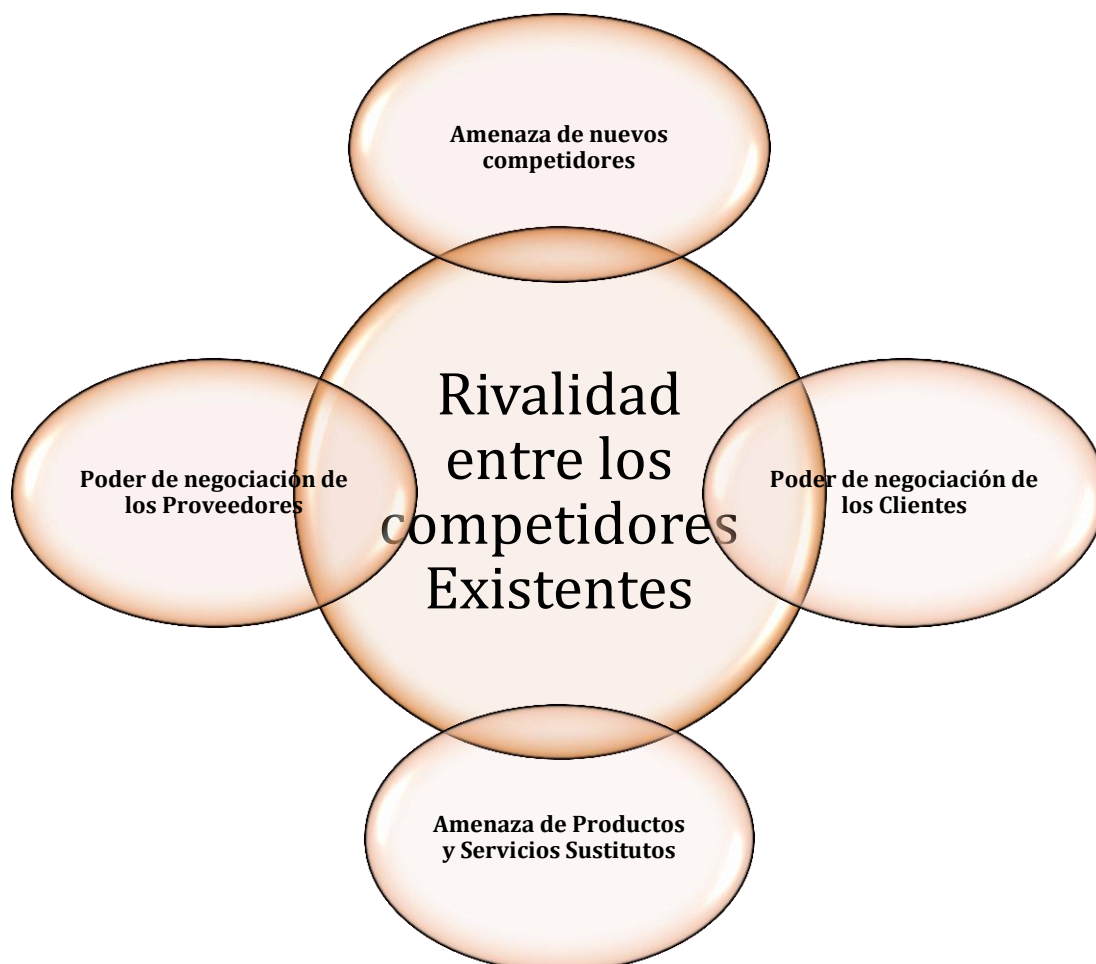 Amenaza de nuevos
competidores
Rivalidad
entre los
competidores
Existentes
Poder de negociación de
los Proveedores
Poder de negociación de
los Clientes
Amenaza de Productos
y Servicios Sustitutos